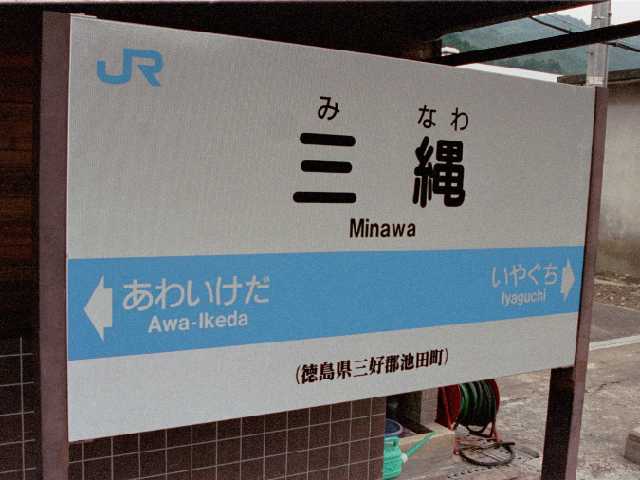 JR
み なわ
三縄
Minawa
あわいけだ
Awa-Ikeda
いやぐち
Iyaguchi
(徳島県三好郡池田町)